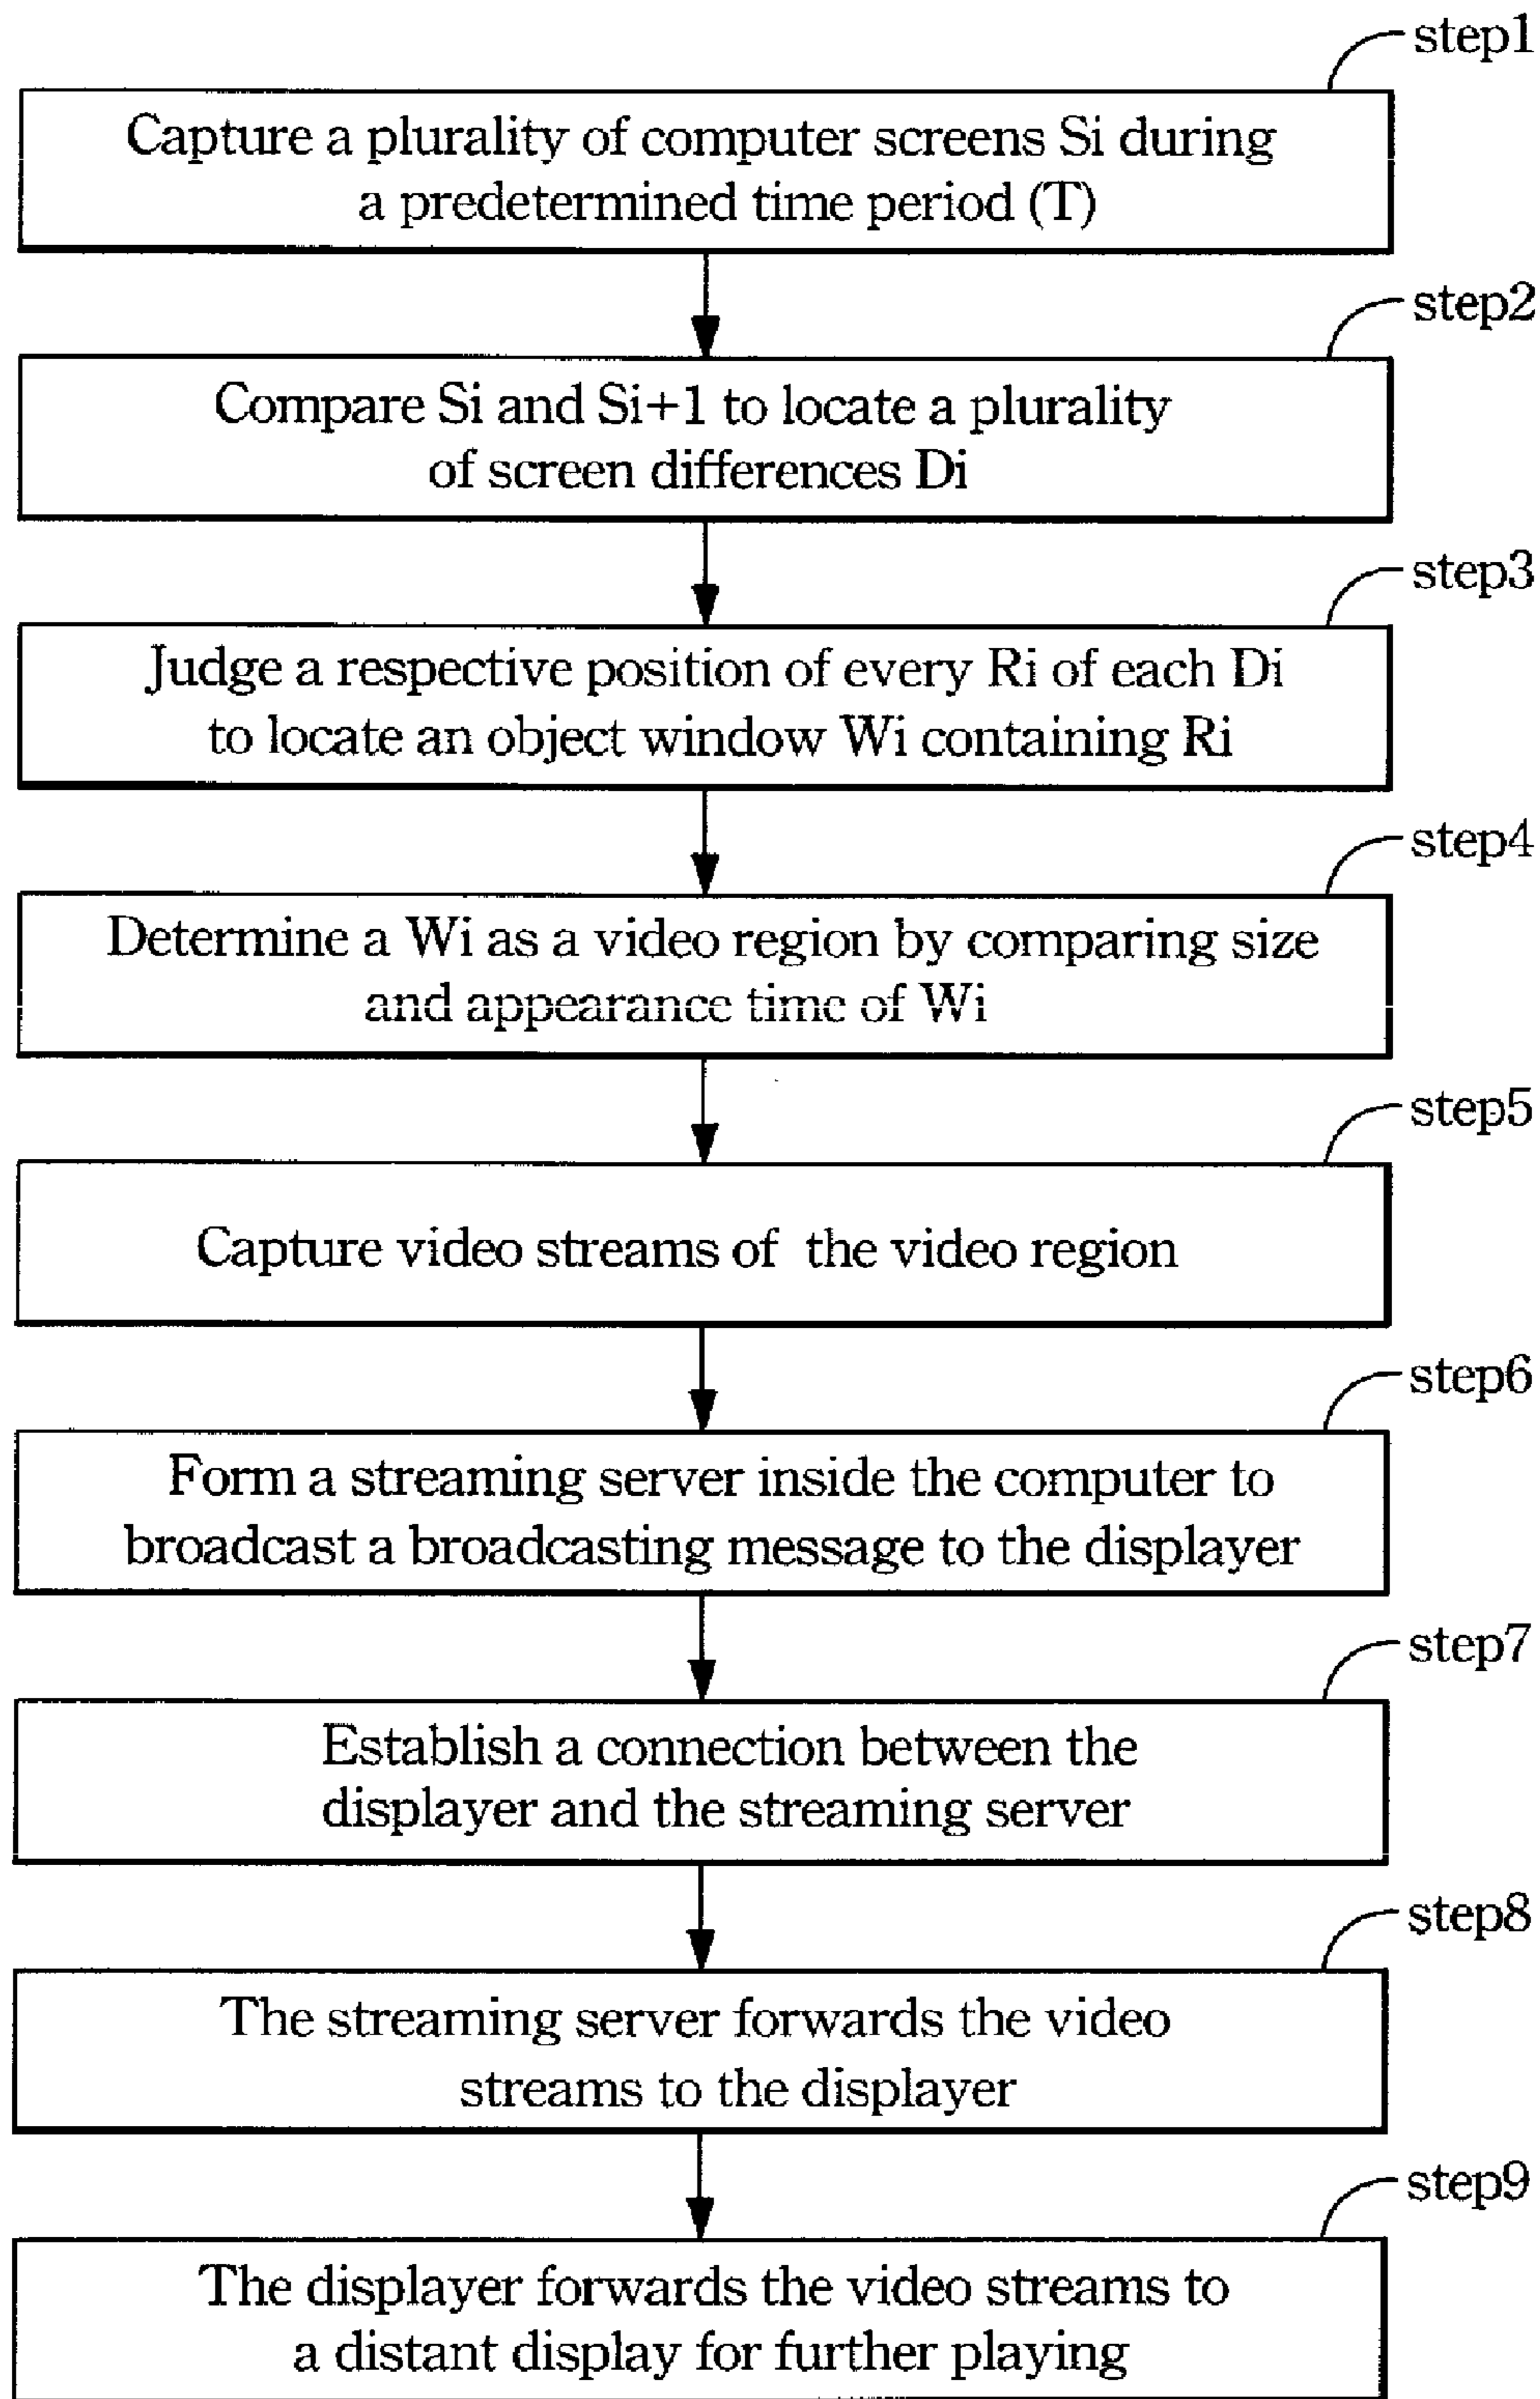 step1
Capture a plurality of computer screens Si during
a predetermined time period (T)
step2
Compare Si and Si+1 to locate a plurality
of screen differences Di
step3
Judge a respective position of every Ri of each Di
to locate an object window Wi containing Ri
step4
Determine a Wi as a video region by comparing size
and appearance time of Wi
step5
Capture video streams of the video region
step6
Form a streaming server inside the computer to
broadcast a broadcasting message to the displayer
step7
Establish a connection between the
displayer and the streaming server
step8
The streaming server forwards the video
streams to the displayer
step9
The displayer forwards the video streams to
a distant display for further playing